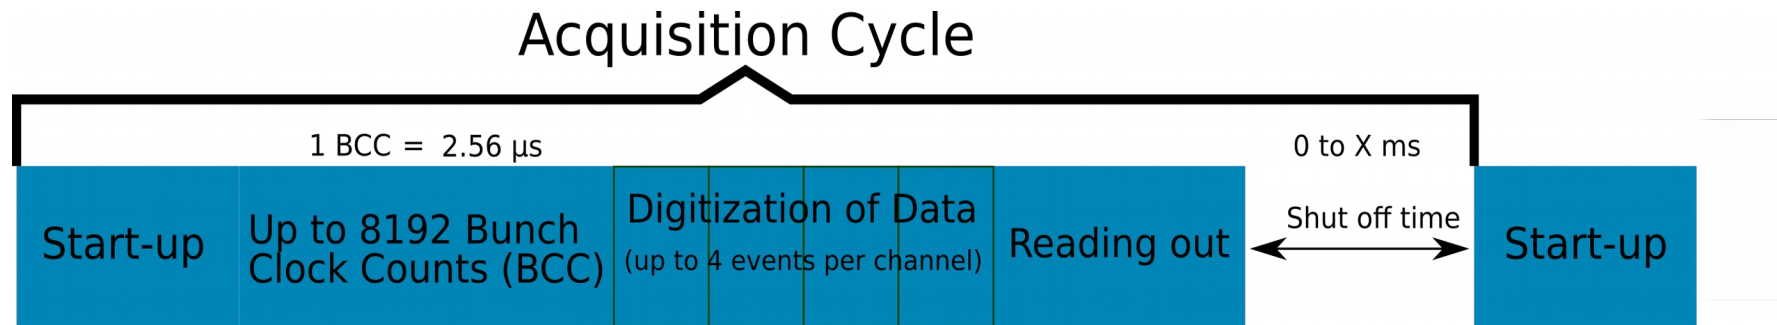 Acquisition Cycle
1 BCC = 2.56 μs
0 to X ms
Start-up
Up to 8192 Bunch
Clock Counts (BCC)
Digitization of Data
(up to 4 events per channel)
Reading out
Shut off time
Start-up